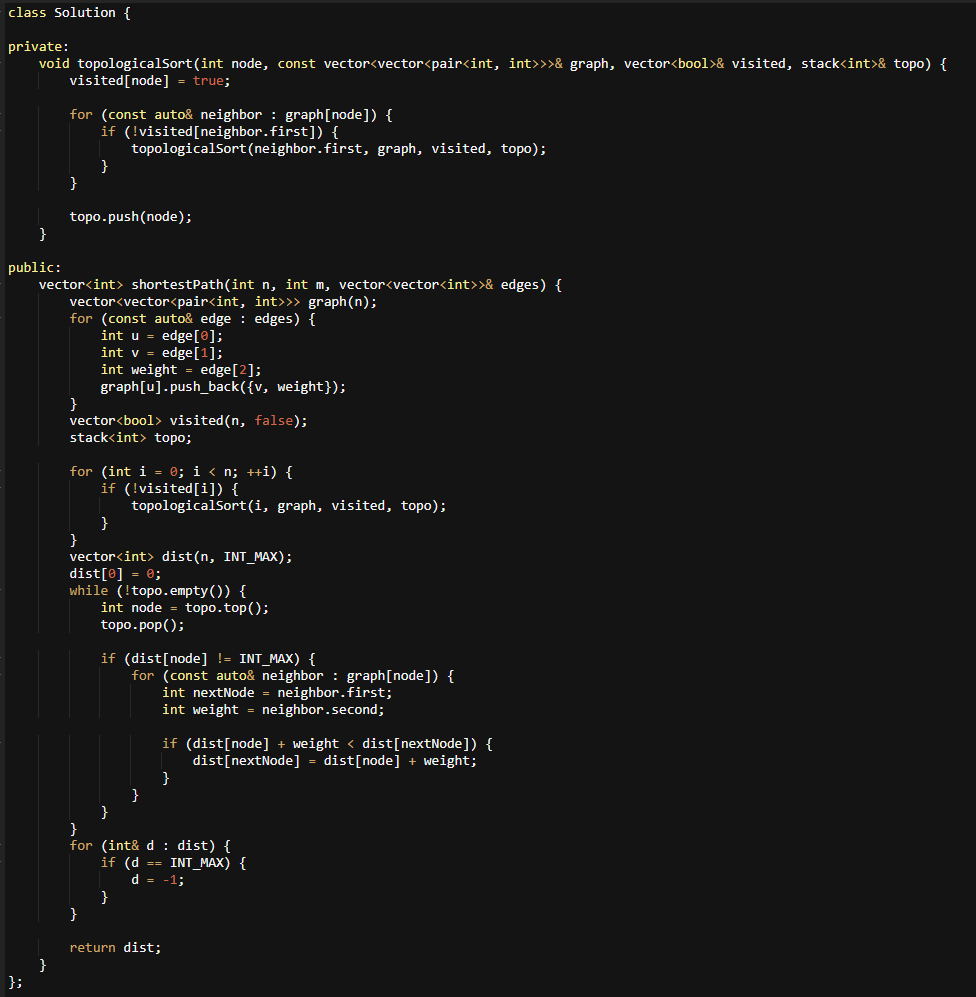 class Solution {

private:
    void topologicalSort(int node, const vector<vector<pair<int, int>>>& graph, vector<bool>& visited, stack<int>& topo) {
        visited[node] = true;

        for (const auto& neighbor : graph[node]) {
            if (!visited[neighbor.first]) {
                topologicalSort(neighbor.first, graph, visited, topo);
            }
        }

        topo.push(node);
    }

public:
    vector<int> shortestPath(int n, int m, vector<vector<int>>& edges) {
        vector<vector<pair<int, int>>> graph(n);
        for (const auto& edge : edges) {
            int u = edge[0];
            int v = edge[1];
            int weight = edge[2];
            graph[u].push_back({v, weight});
        }
        vector<bool> visited(n, false);
        stack<int> topo;

        for (int i = 0; i < n; ++i) {
            if (!visited[i]) {
                topologicalSort(i, graph, visited, topo);
            }
        }
        vector<int> dist(n, INT_MAX);
        dist[0] = 0;
        while (!topo.empty()) {
            int node = topo.top();
            topo.pop();

            if (dist[node] != INT_MAX) {
                for (const auto& neighbor : graph[node]) {
                    int nextNode = neighbor.first;
                    int weight = neighbor.second;

                    if (dist[node] + weight < dist[nextNode]) {
                        dist[nextNode] = dist[node] + weight;
                    }
                }
            }
        }
        for (int& d : dist) {
            if (d == INT_MAX) {
                d = -1;
            }
        }

        return dist;
    }
};